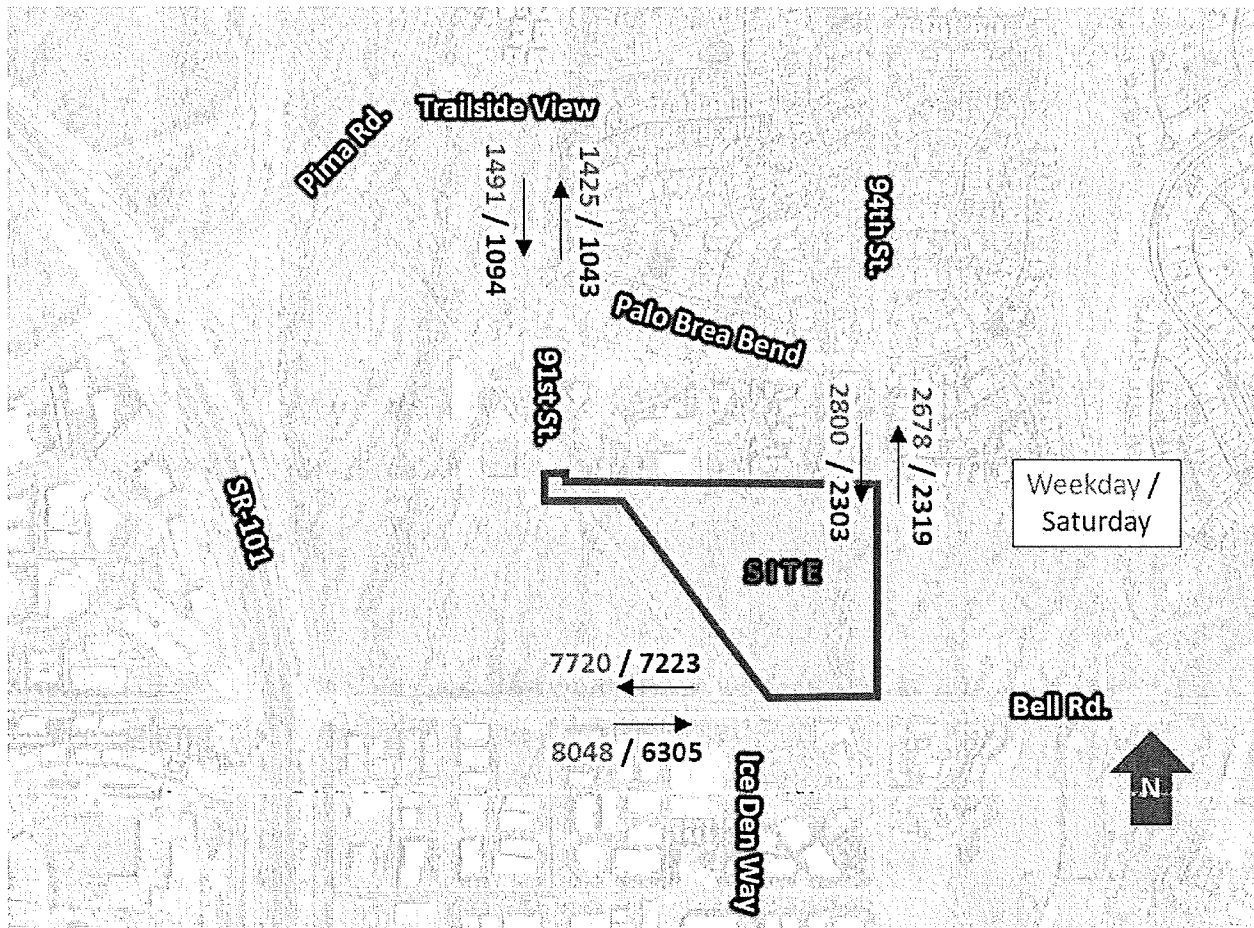 Trailside View
Pima Rd.
1491 / 1094
1425 / 1043
94th St.
Palo Brea Bend
91st St.
2800 / 2303
2678 / 2319
Weekday /
Saturday
SR-101
SITE
7720 / 7223
Bell Rd.
8048 / 6305
Ice Den Way
N